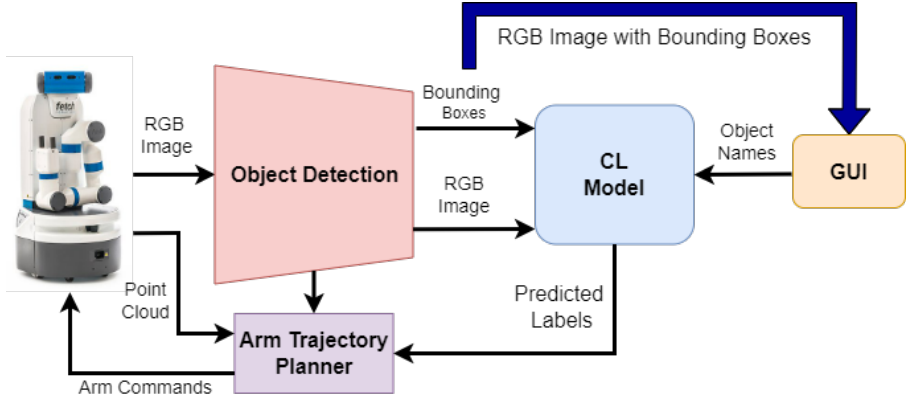 RGB Image with Bounding Boxes
fetch
RGB
Image
Object Detection
Bounding
Boxes
RGB
Image
CL
Model
Object
Names
GUI
Point
Cloud
Predicted
Labels
Arm Trajectory
Planner
Arm Commands